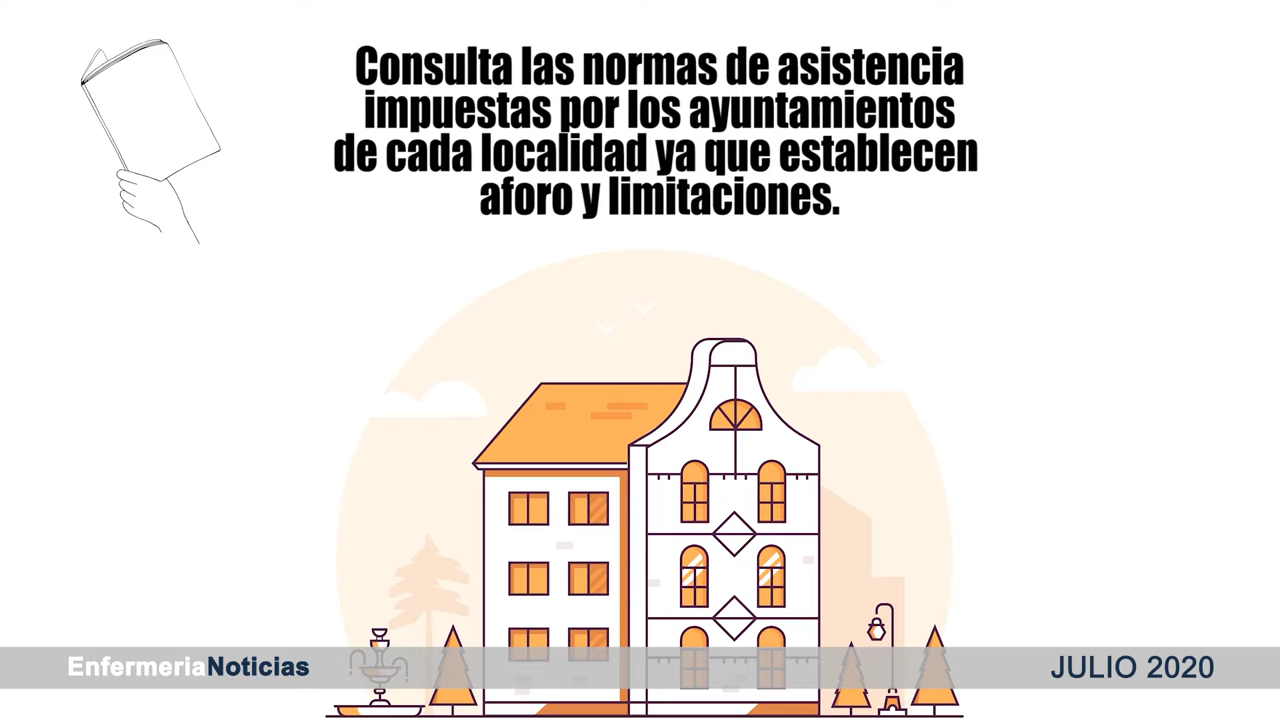 Consulta las normas de asistencia
impuestas por los ayuntamientos
de cada localidad ya que establecen
aforo y limitaciones.
EnfermeriaNoticias
JULIO 2020